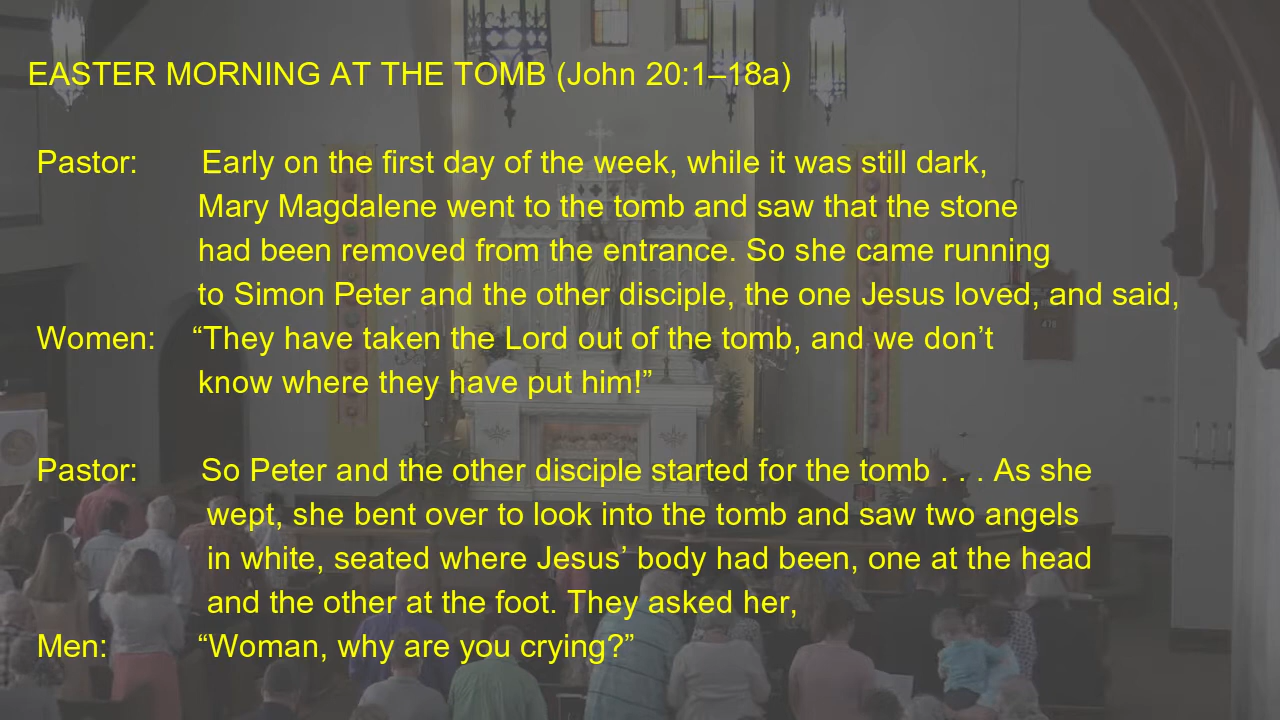 EASTER MORNING AT THE TOMB (John 20:1–18a)
Pastor: Early on the first day of the week, while it was still dark,
Mary Magdalene went to the tomb and saw that the stone
had been removed from the entrance. So she came running
to Simon Peter and the other disciple, the one Jesus loved, and said,
Women: “They have taken the Lord out of the tomb, and we don’t
know where they have put him!”
Pastor: So Peter and the other disciple started for the tomb . . . As she
wept, she bent over to look into the tomb and saw two angels
in white, seated where Jesus’ body had been, one at the head
and the other at the foot. They asked her,
Men: “Woman, why are you crying?”